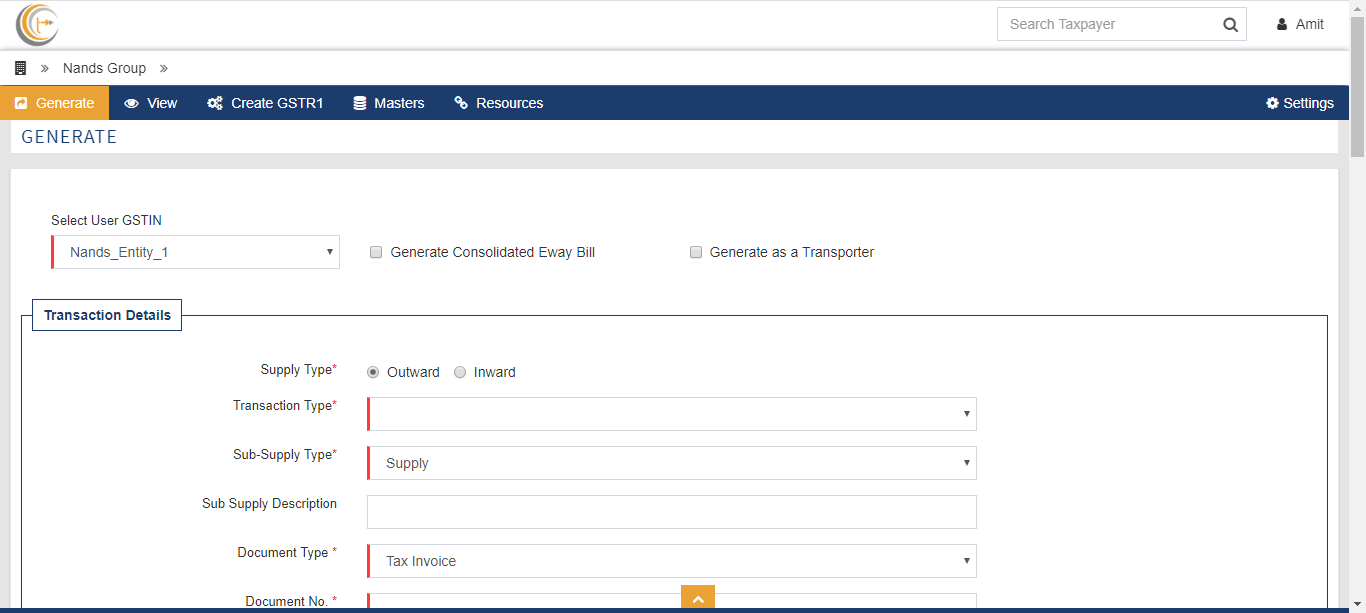 Search Taxpayer
Amit
» Nands Group »
Generate View Create GSTR1 Masters Resources Settings
GENERATE
Select User GSTIN
Nands_Entity_1 Generate Consolidated Eway Bill Generate as a Transporter
Transaction Details
Supply Type* Outward Inward
Transaction Type*
Sub-Supply Type* Supply
Sub Supply Description
Document Type * Tax Invoice
Document No. *